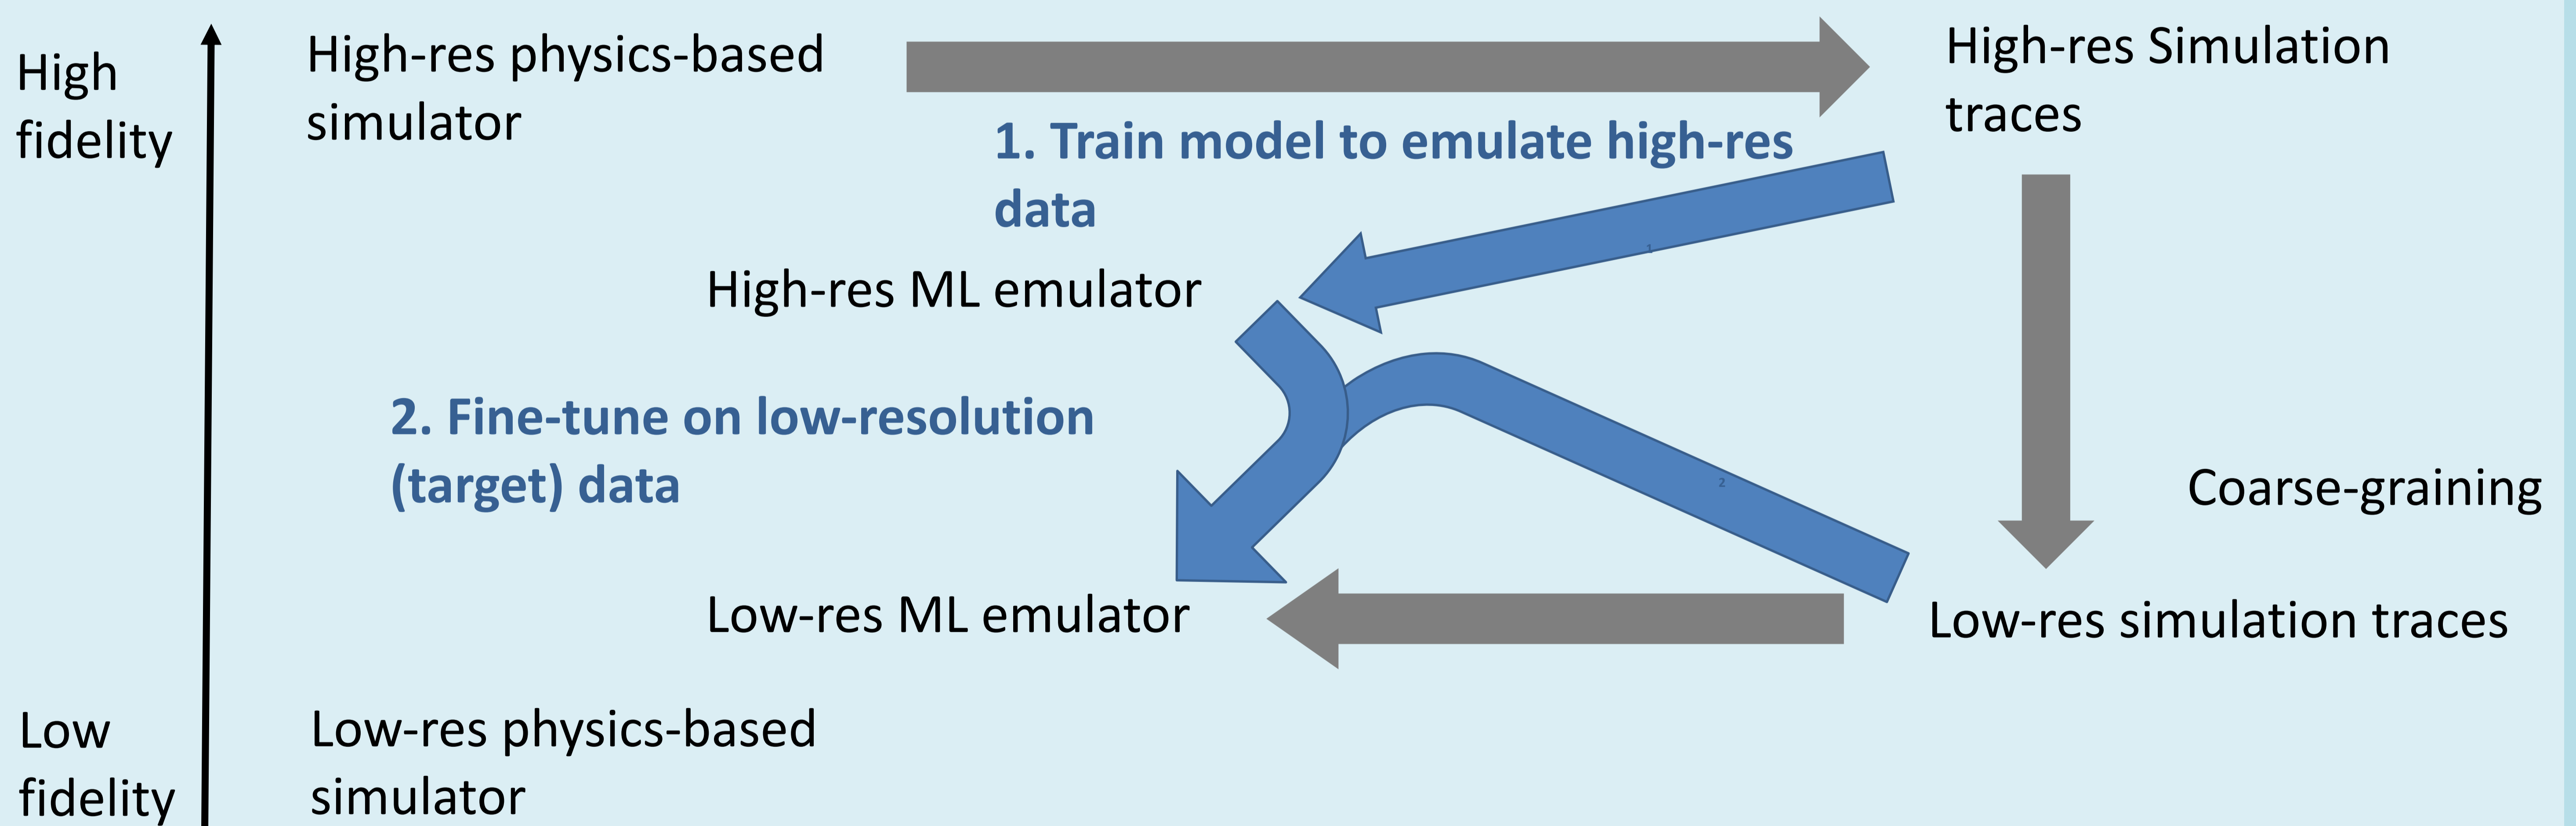 High
fidelity
High-res physics-based
simulator
High-res Simulation
traces
1. Train model to emulate high-res
data
1
High-res ML emulator
2. Fine-tune on low-resolution
(target) data
2
Coarse-graining
Low-res ML emulator
Low-res simulation traces
Low
fidelity
Low-res physics-based
simulator